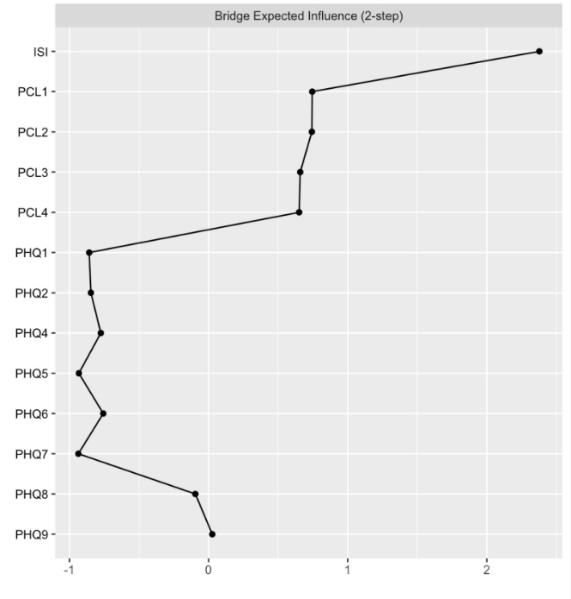 Bridge Expected Influence (2-step)
ISI
PCL1
PCL2
PCL3
PCL4
PHQ1
PHQ2
PHQ4
PHQ5
PHQ6
PHQ7
PHQ8
PHQ9
-1 0 1 2